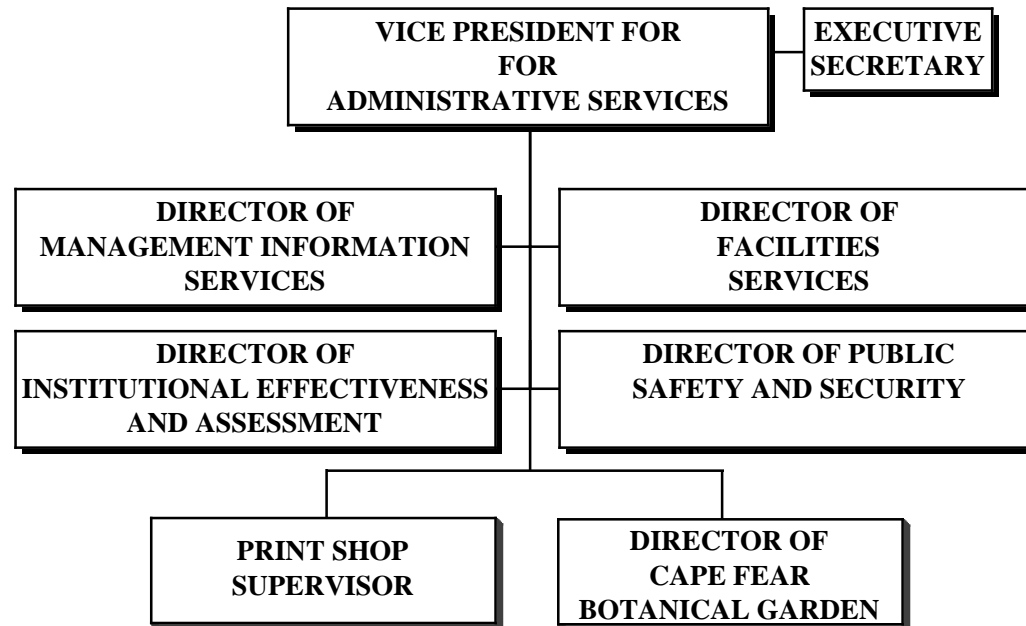 VICE PRESIDENT FOR
FOR
ADMINISTRATIVE SERVICES
EXECUTIVE
SECRETARY
DIRECTOR OF
MANAGEMENT INFORMATION
SERVICES
DIRECTOR OF
FACILITIES
SERVICES
DIRECTOR OF
INSTITUTIONAL EFFECTIVENESS
AND ASSESSMENT
DIRECTOR OF PUBLIC
SAFETY AND SECURITY
PRINT SHOP
SUPERVISOR
DIRECTOR OF
CAPE FEAR
BOTANICAL GARDEN